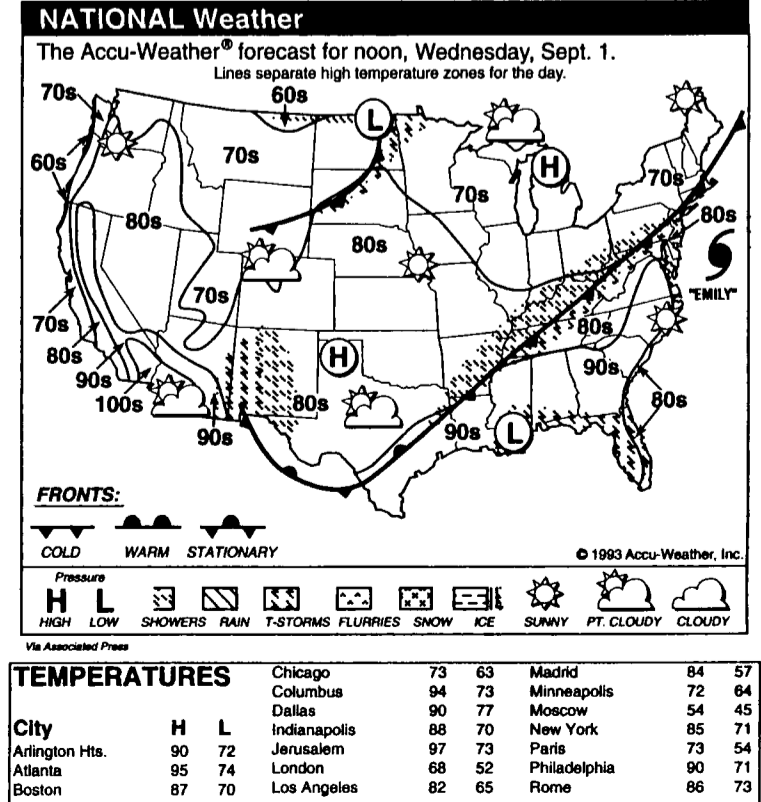 NATIONAL Weather
The Accu-Weather® forecast for noon, Wednesday, Sept. 1.
Lines separate high temperature zones for the day.
70s
60s
L
60s
70s
H
70s
70s
80s
80s
80s
70s
"EMILY"
70s
80s
80s
H
90s
90s
100s
80s
80s
90s
90s
L
FRONTS:
COLD WARM STATIONARY
© 1993 Accu-Weather, Inc.
Pressure
H L
HIGH LOW SHOWERS RAIN T-STORMS FLURRIES SNOW ICE SUNNY PT. CLOUDY CLOUDY
Via Associated Press
TEMPERATURES
City H L
Arlington Hts. 90 72
Atlanta 95 74
Boston 87 70
Chicago 73 63
Columbus 94 73
Dallas 90 77
Indianapolis 88 70
Jerusalem 97 73
London 68 52
Los Angeles 82 65
Madrid 84 57
Minneapolis 72 64
Moscow 54 45
New York 85 71
Paris 73 54
Philadelphia 90 71
Rome 86 73